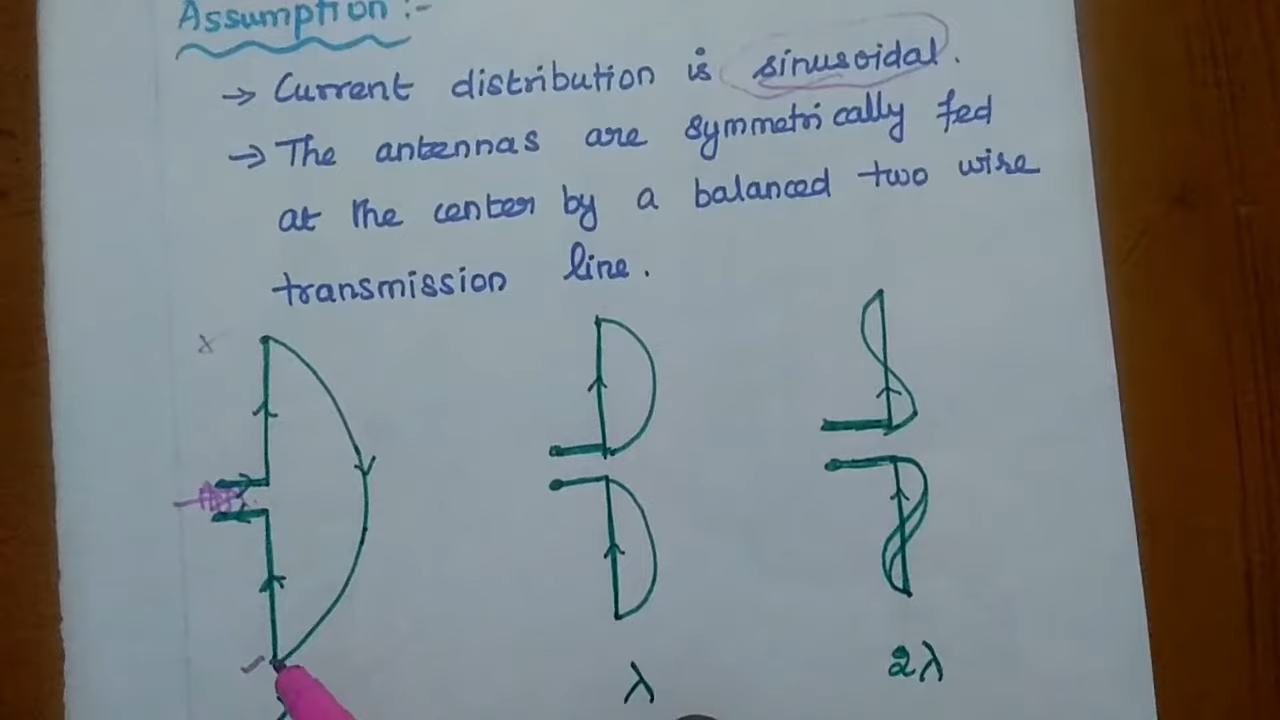 Assumption :-
→ Current distribution is sinusoidal.
→ The antennas are symmetrically fed
at the center by a balanced two wire
transmission line.
x
λ
2λ